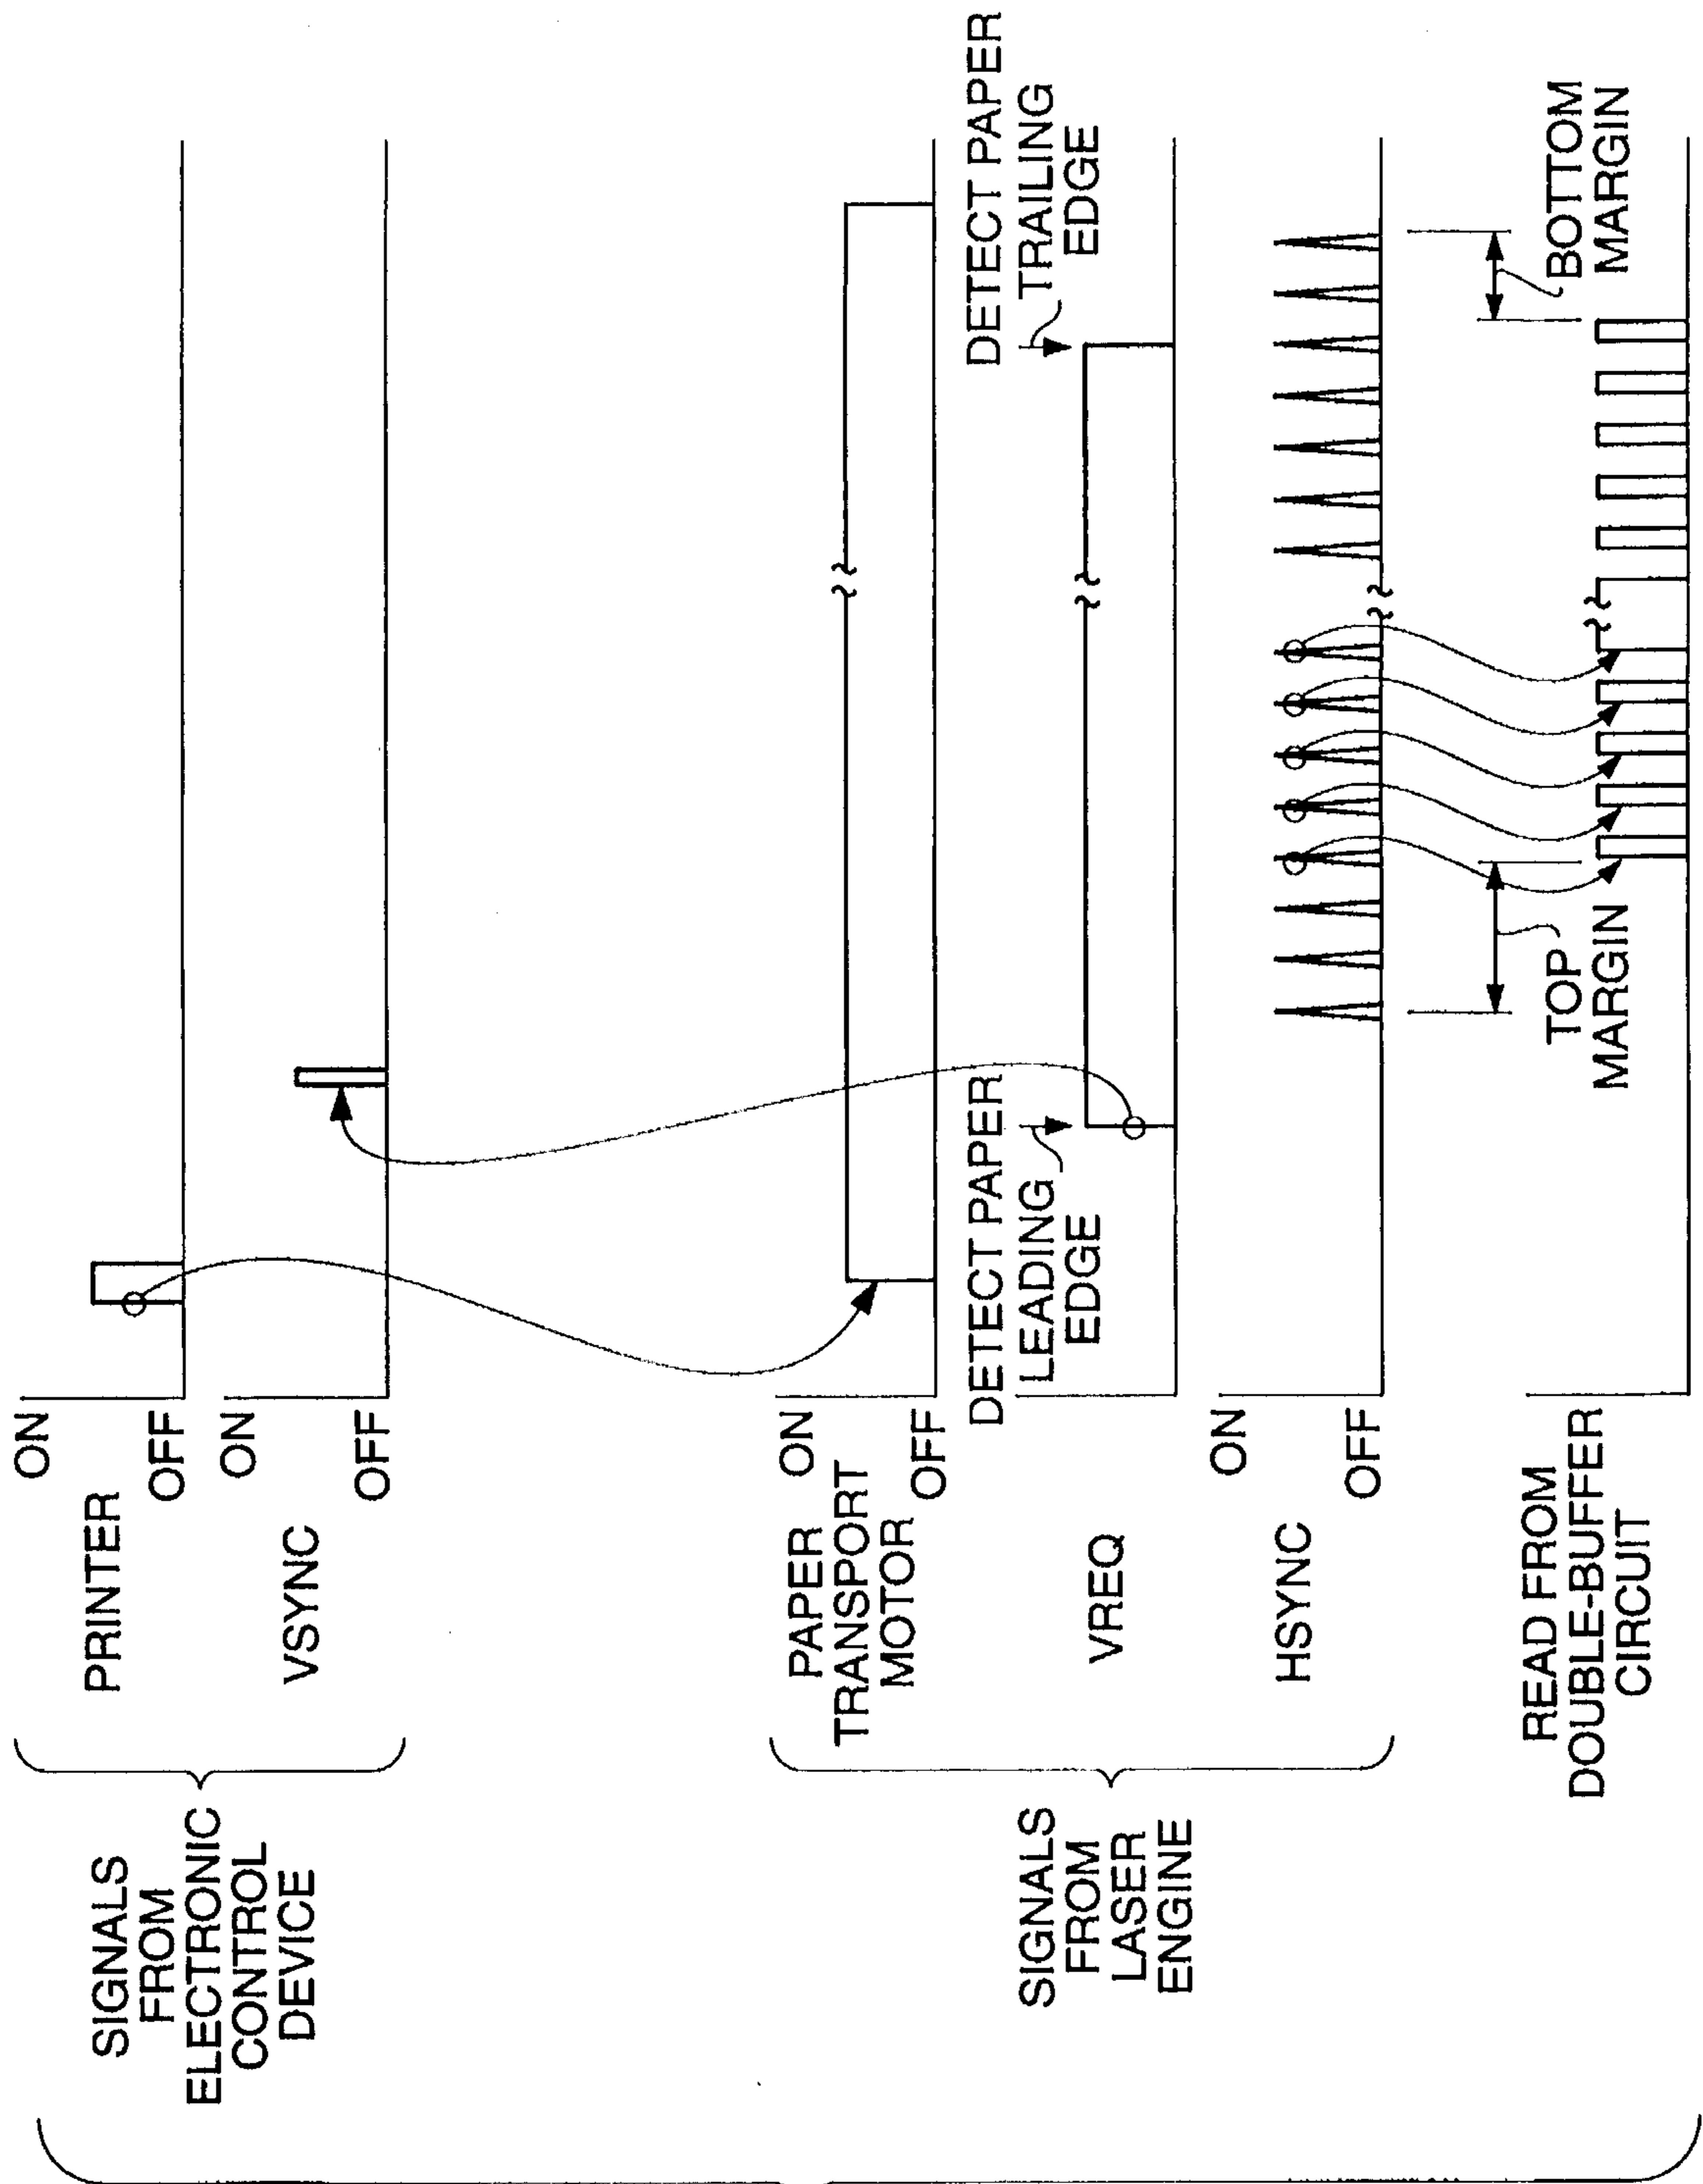 SIGNALS
FROM
ELECTRONIC
CONTROL
DEVICE
PRINTER
ON
OFF
VSYNC
ON
OFF
SIGNALS
FROM
LASER
ENGINE
PAPER
TRANSPORT
MOTOR
ON
OFF
VREQ
DETECT PAPER
LEADING
EDGE
DETECT PAPER
TRAILING
EDGE
HSYNC
ON
OFF
TOP
MARGIN
BOTTOM
MARGIN
READ FROM
DOUBLE-BUFFER
CIRCUIT